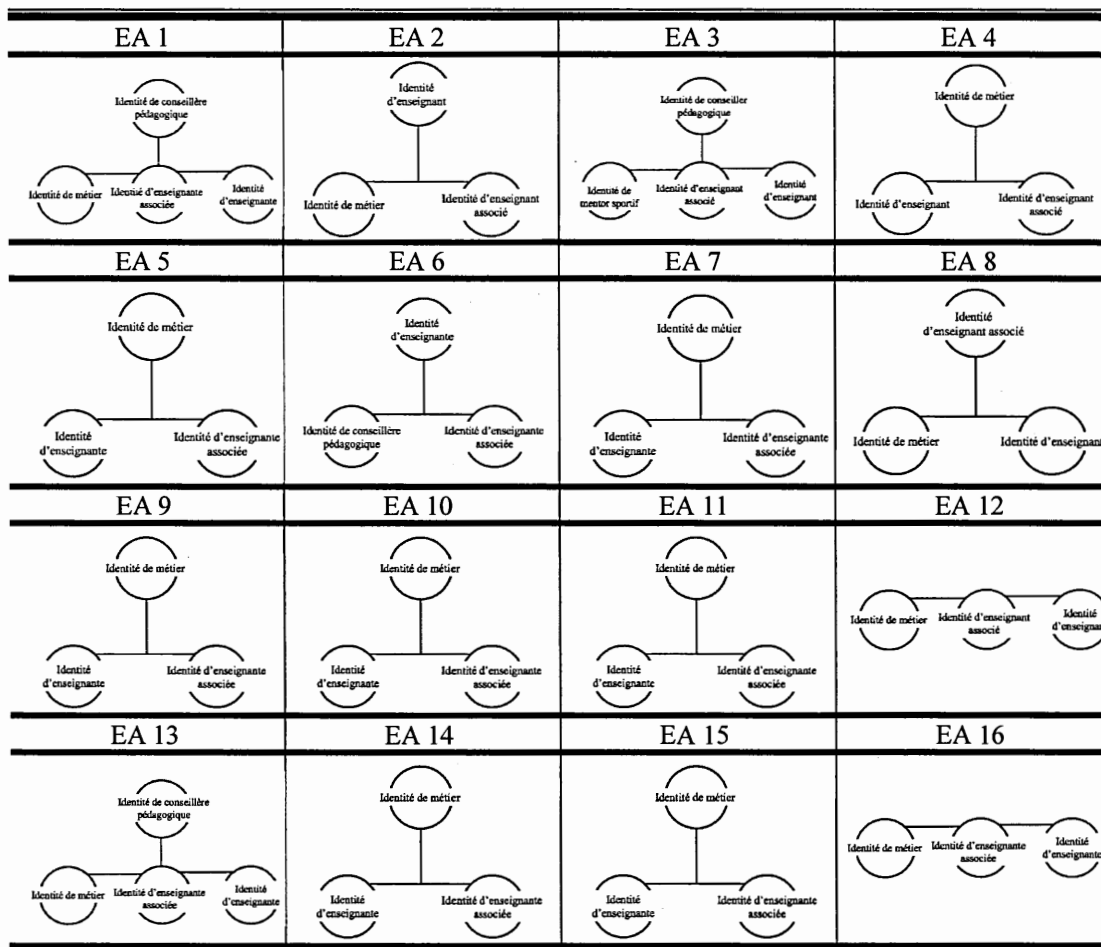 EA 1
EA 2
EA 3
EA 4
Identité de conseillère
pédagogique
Identité de métier
Identité d'enseignante
associée
Identité
d'enseignante
Identité
d'enseignant
Identité de métier
Identité d'enseignant
associé
Identité de conseiller
pédagogique
Identité de
mentor sportif
Identité d'enseignant
associé
Identité
d'enseignant
Identité de métier
Identité d'enseignant
Identité d'enseignant
associé
EA 5
EA 6
EA 7
EA 8
Identité de métier
Identité
d'enseignante
Identité d'enseignante
associée
Identité
d'enseignante
Identité de conseillère
pédagogique
Identité d'enseignante
associée
Identité de métier
Identité
d'enseignante
Identité d'enseignante
associée
Identité
d'enseignant associé
Identité de métier
Identité d'enseignant
EA 9
EA 10
EA 11
EA 12
Identité de métier
Identité
d'enseignante
Identité d'enseignante
associée
Identité de métier
Identité
d'enseignante
Identité d'enseignante
associée
Identité de métier
Identité
d'enseignante
Identité d'enseignante
associée
Identité de métier
Identité d'enseignant
associé
Identité
EA 13
EA 14
EA 15
EA 16
Identité de conseillère
pédagogique
Identité de métier
Identité d'enseignante
associée
Identité
d'enseignante
Identité de métier
Identité
d'enseignante
Identité d'enseignante
associée
Identité de métier
Identité
d'enseignante
Identité d'enseignante
associée
Identité de métier
Identité d'enseignante
associée
Identité
d'enseignante